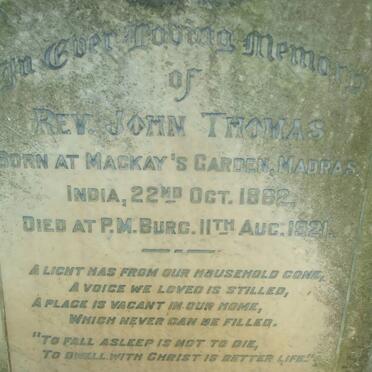 In Ever Loving Memory
of
REV. JOHN THOMAS
BORN AT MACKAY'S GARDEN, MADRAS,
INDIA, 22ND OCT. 1862,
DIED AT P.M.BURG. 11TH AUG. 1921.
A LIGHT HAS FROM OUR HOUSEHOLD GONE,
A VOICE WE LOVED IS STILLED,
A PLACE IS VACANT IN OUR HOME,
WHICH NEVER CAN BE FILLED.
"TO FALL ASLEEP IS NOT TO DIE,
TO DWELL WITH CHRIST IS BETTER LIFE."